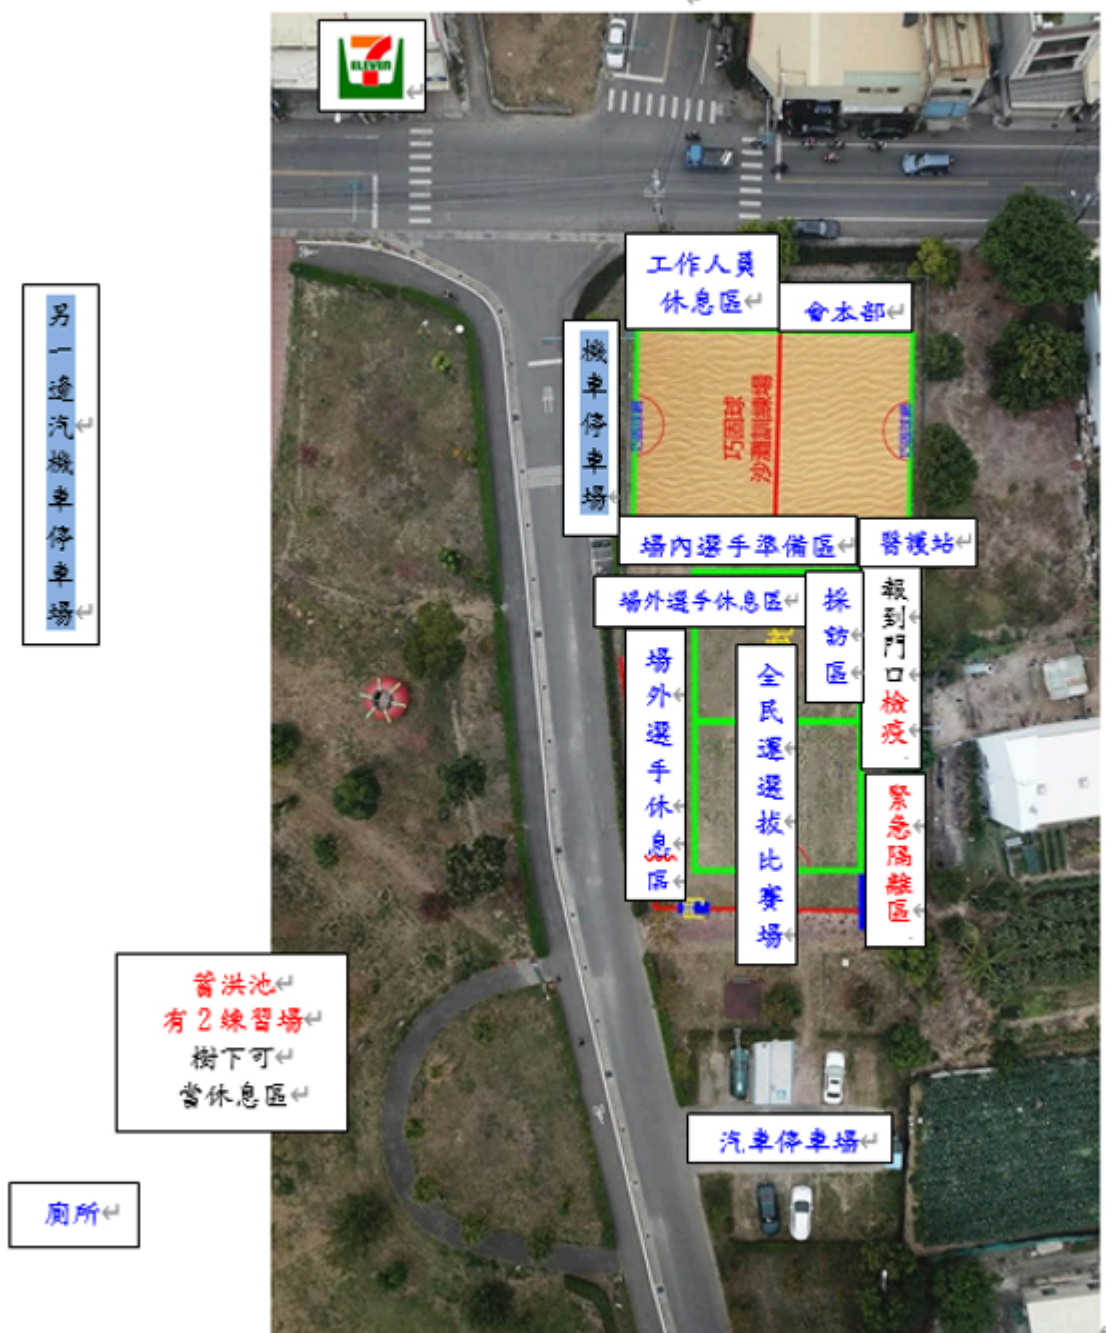 7
ELEVEN
工作人員
休息區
會本部
另一邊汽機車停車場
機車停車場
巧固球
沙灘訓練場
場內選手準備區
醫護站
場外選手休息區
採訪區
報到門口檢疫
場外選手休息區
全民運選拔比賽場
緊急隔離區
蓄洪池
有2練習場
樹下可
當休息區
汽車停車場
廁所